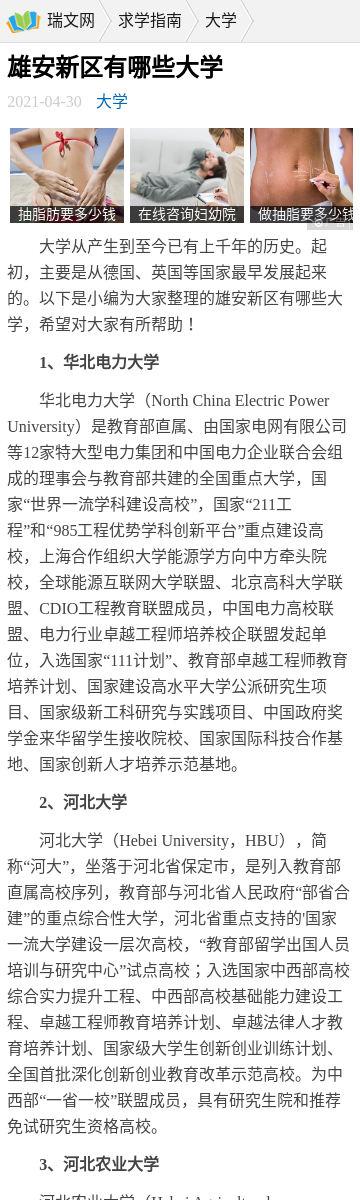 瑞文网 求学指南 大学
雄安新区有哪些大学
2021-04-30 大学
抽脂肪要多少钱 在线咨询妇幼院 做抽脂要多少钱
大学从产生到至今已有上千年的历史。起
初，主要是从德国、英国等国家最早发展起来
的。以下是小编为大家整理的雄安新区有哪些大
学，希望对大家有所帮助！
1、华北电力大学
华北电力大学（North China Electric Power
University）是教育部直属、由国家电网有限公司
等12家特大型电力集团和中国电力企业联合会组
成的理事会与教育部共建的全国重点大学，国
家“世界一流学科建设高校”，国家“211工
程”和“985工程优势学科创新平台”重点建设高
校，上海合作组织大学能源学方向中方牵头院
校，全球能源互联网大学联盟、北京高科大学联
盟、CDIO工程教育联盟成员，中国电力高校联
盟、电力行业卓越工程师培养校企联盟发起单
位，入选国家“111计划”、教育部卓越工程师教育
培养计划、国家建设高水平大学公派研究生项
目、国家级新工科研究与实践项目、中国政府奖
学金来华留学生接收院校、国家国际科技合作基
地、国家创新人才培养示范基地。
2、河北大学
河北大学（Hebei University，HBU），简
称“河大”，坐落于河北省保定市，是列入教育部
直属高校序列，教育部与河北省人民政府“部省合
建”的重点综合性大学，河北省重点支持的'国家
一流大学建设一层次高校，“教育部留学出国人员
培训与研究中心”试点高校；入选国家中西部高校
综合实力提升工程、中西部高校基础能力建设工
程、卓越工程师教育培养计划、卓越法律人才教
育培养计划、国家级大学生创新创业训练计划、
全国首批深化创新创业教育改革示范高校。为中
西部“一省一校”联盟成员，具有研究生院和推荐
免试研究生资格高校。
3、河北农业大学